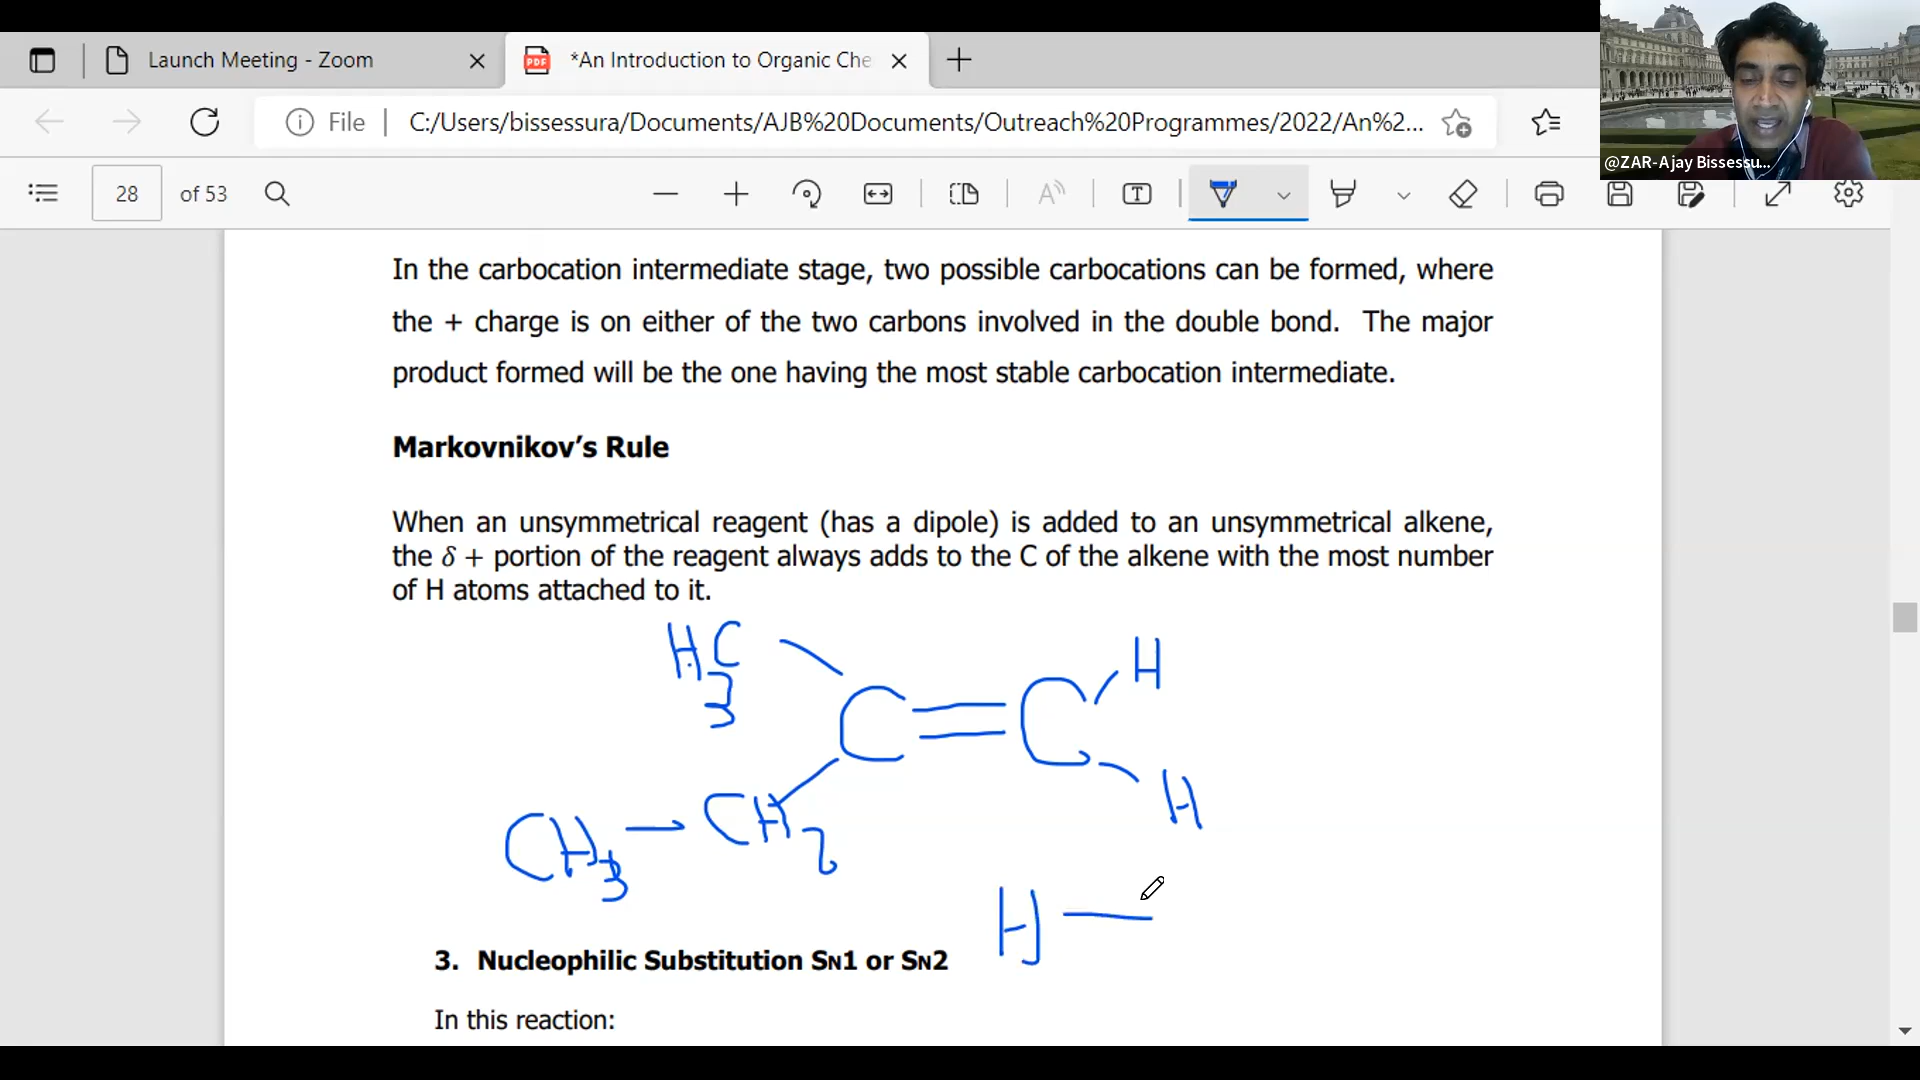 Launch Meeting - Zoom
*An Introduction to Organic Che
File
C:/Users/bissessura/Documents/AJB%20Documents/Outreach%20Programmes/2022/An%2...
@ZAR-Ajay Bissessu...
28 of 53
In the carbocation intermediate stage, two possible carbocations can be formed, where
the + charge is on either of the two carbons involved in the double bond. The major
product formed will be the one having the most stable carbocation intermediate.
Markovnikov’s Rule
When an unsymmetrical reagent (has a dipole) is added to an unsymmetrical alkene,
the δ + portion of the reagent always adds to the C of the alkene with the most number
of H atoms attached to it.
H3C H
C=C
CH3 — CH2 H
H —
3. Nucleophilic Substitution SN1 or SN2
In this reaction: